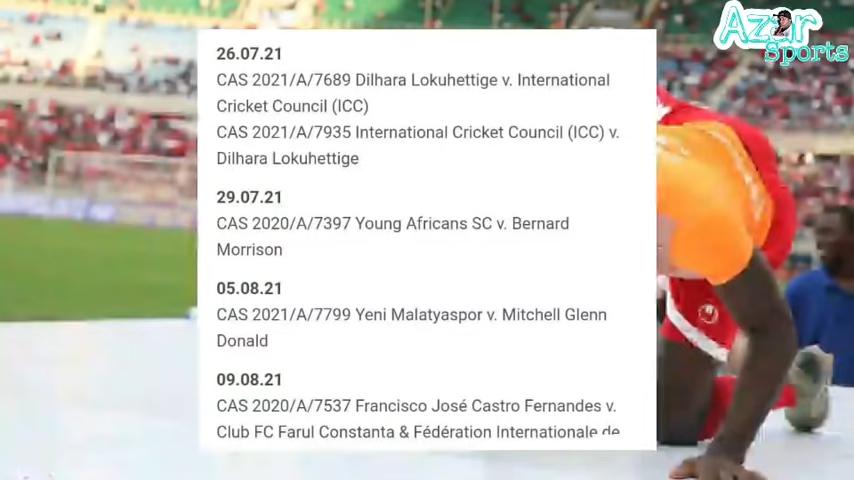 Azar
Sports
26.07.21
CAS 2021/A/7689 Dilhara Lokuhettige v. International
Cricket Council (ICC)
CAS 2021/A/7935 International Cricket Council (ICC) v.
Dilhara Lokuhettige
29.07.21
CAS 2020/A/7397 Young Africans SC v. Bernard
Morrison
05.08.21
CAS 2021/A/7799 Yeni Malatyaspor v. Mitchell Glenn
Donald
09.08.21
CAS 2020/A/7537 Francisco José Castro Fernandes v.
Club FC Farul Constanta & Fédération Internationale de